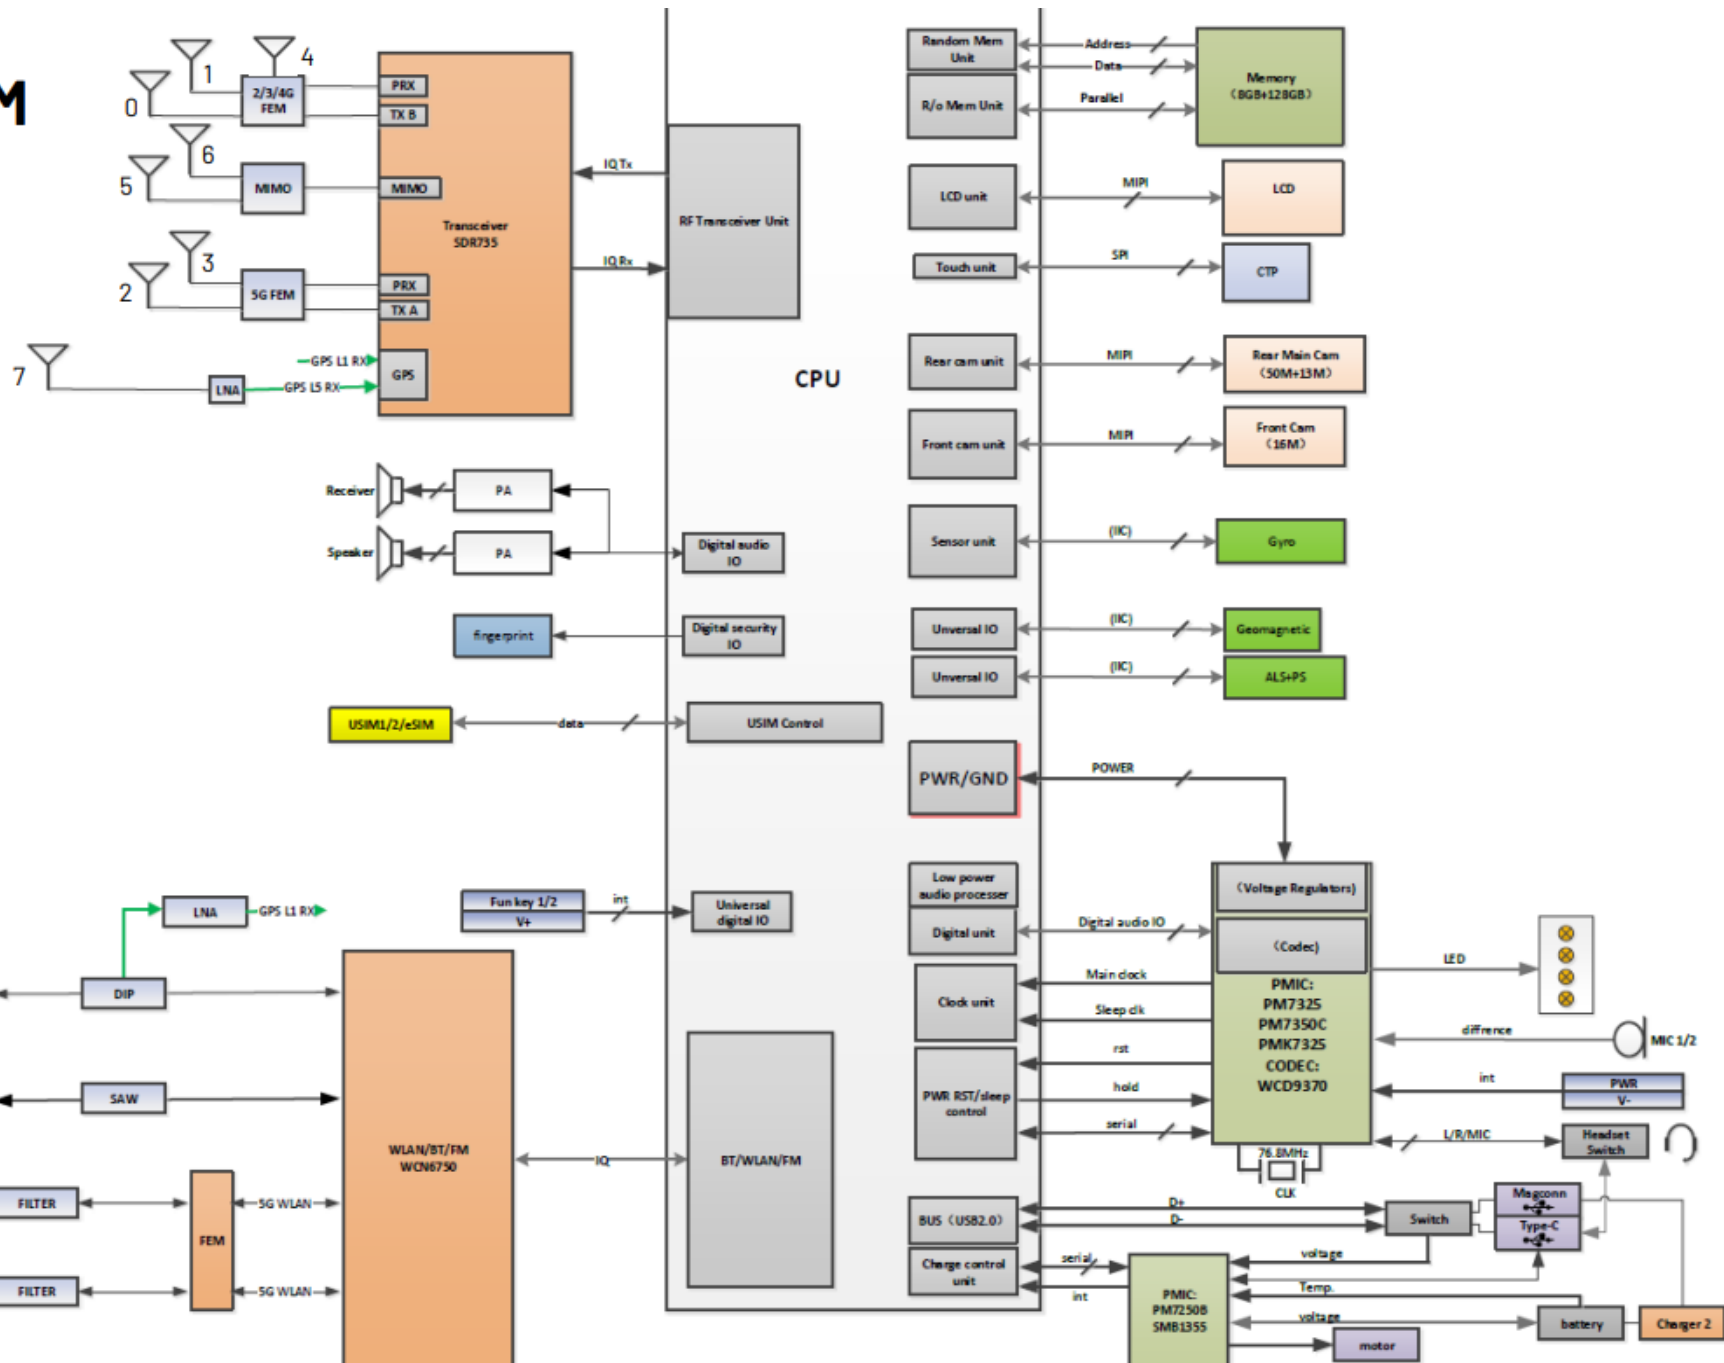 M
0
1
4
2/3/4G
FEM
PRX
TX B
5
6
MIMO
MIMO
Transceiver
SDR735
2
3
5G FEM
PRX
TX A
7
LNA
GPS L1 RX
GPS L5 RX
GPS
IQ Tx
IQ Rx
RF Transceiver Unit
CPU
Receiver
PA
Speaker
PA
Digital audio
IO
fingerprint
Digital security
IO
USIM1/2/eSIM
data
USIM Control
Fun key 1/2
V+
int
Universal
digital IO
LNA
GPS L1 RX
DIP
SAW
FILTER
FILTER
FEM
5G WLAN
5G WLAN
WLAN/BT/FM
WCN6750
IQ
BT/WLAN/FM
Random Mem
Unit
R/o Mem Unit
Address
Data
Parallel
Memory
(8GB+128GB)
LCD unit
MIPI
LCD
Touch unit
SPI
CTP
Rear cam unit
MIPI
Rear Main Cam
(50M+13M)
Front cam unit
MIPI
Front Cam
(16M)
Sensor unit
(IIC)
Gyro
Unversal IO
(IIC)
Geomagnetic
Unversal IO
(IIC)
ALS+PS
PWR/GND
POWER
Low power
audio processer
Digital unit
Digital audio IO
(Voltage Regulators)
(Codec)
PMIC:
PM7325
PM7350C
PMK7325
CODEC:
WCD9370
Clock unit
Main clock
Sleep clk
PWR RST/sleep
control
rst
hold
serial
76.8MHz
CLK
LED
diffrence
MIC 1/2
int
PWR
V-
L/R/MIC
Headset
Switch
BUS (USB2.0)
D+
D-
Switch
Magconn
Type-C
Charge control
unit
serial
int
PMIC:
PM7250B
SMB1355
voltage
Temp.
voltage
battery
Charger 2
motor